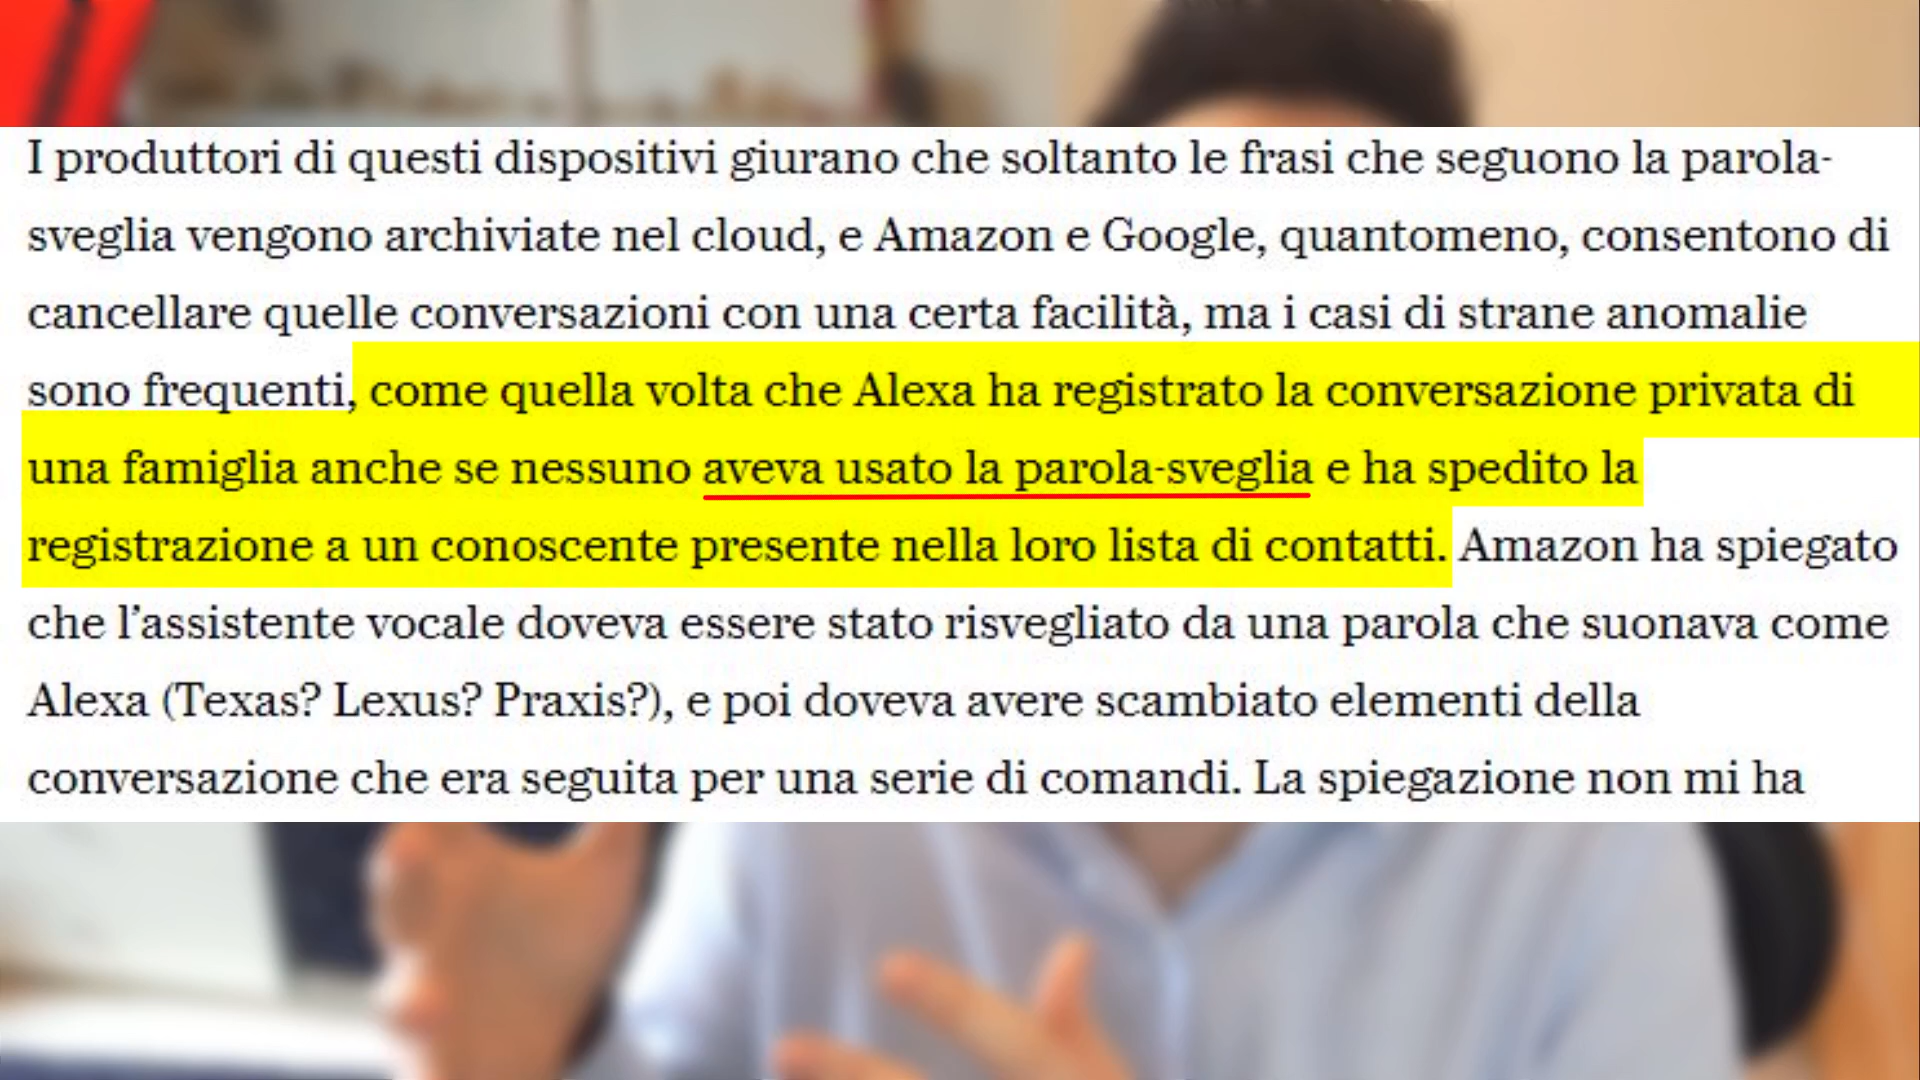 I produttori di questi dispositivi giurano che soltanto le frasi che seguono la parola-
sveglia vengono archiviate nel cloud, e Amazon e Google, quantomeno, consentono di
cancellare quelle conversazioni con una certa facilità, ma i casi di strane anomalie
sono frequenti, come quella volta che Alexa ha registrato la conversazione privata di
una famiglia anche se nessuno aveva usato la parola-sveglia e ha spedito la
registrazione a un conoscente presente nella loro lista di contatti. Amazon ha spiegato
che l’assistente vocale doveva essere stato risvegliato da una parola che suonava come
Alexa (Texas? Lexus? Praxis?), e poi doveva avere scambiato elementi della
conversazione che era seguita per una serie di comandi. La spiegazione non mi ha